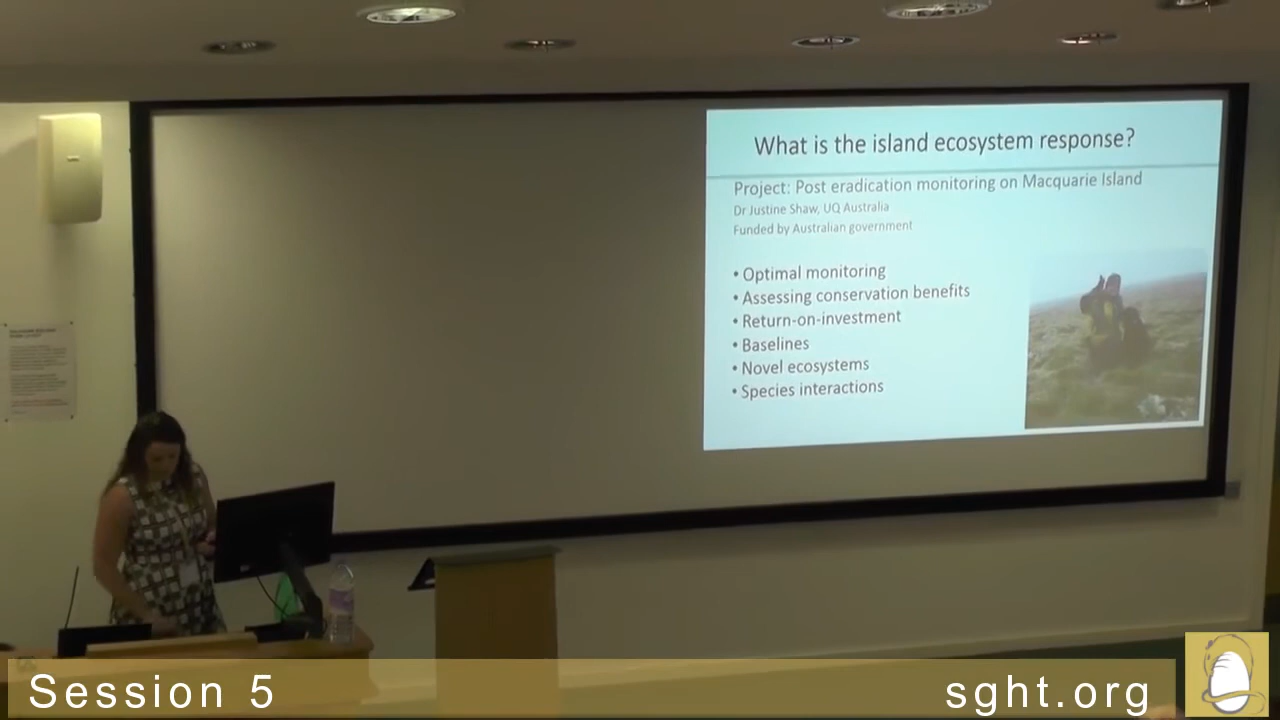 What is the island ecosystem response?
Project: Post eradication monitoring on Macquarie Island
Dr Justine Shaw, UQ Australia
Funded by Australian government
• Optimal monitoring
• Assessing conservation benefits
• Return-on-investment
• Baselines
• Novel ecosystems
• Species interactions
Session 5
sght.org